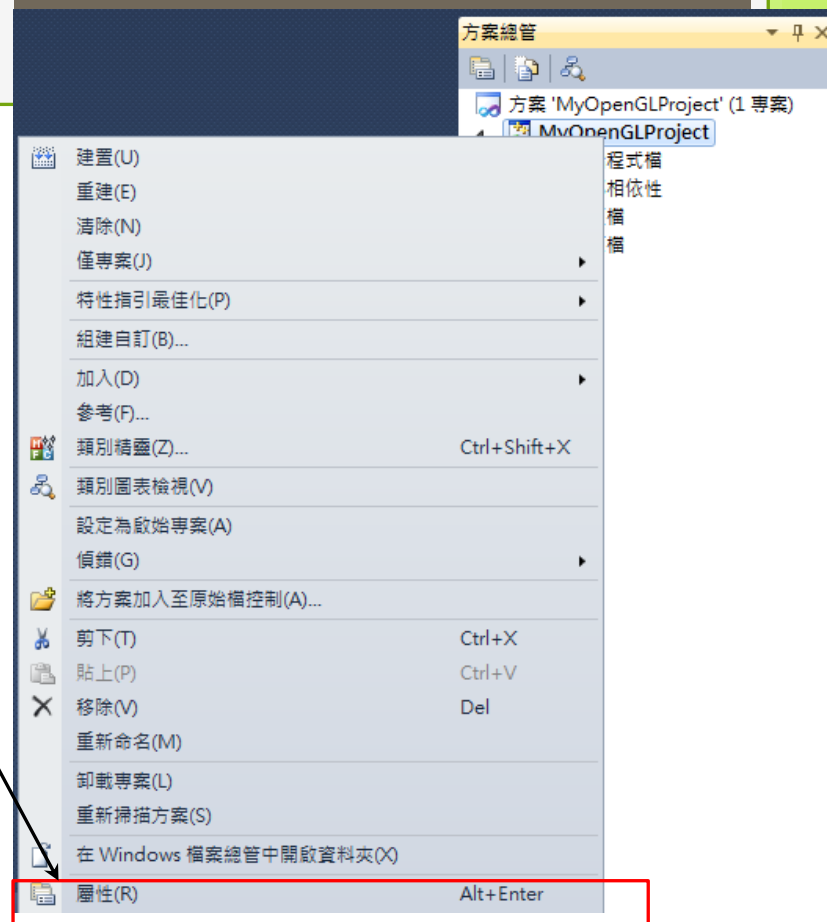 方案總管
方案 'MyOpenGLProject' (1 專案)
MyOpenGLProject
程式檔
相依性
檔
檔
建置(U)
重建(E)
清除(N)
僅專案(J)
特性指引最佳化(P)
組建自訂(B)...
加入(D)
參考(F)...
類別精靈(Z)... Ctrl+Shift+X
類別圖表檢視(V)
設定為啟始專案(A)
偵錯(G)
將方案加入至原始檔控制(A)...
剪下(T) Ctrl+X
貼上(P) Ctrl+V
移除(V) Del
重新命名(M)
卸載專案(L)
重新掃描方案(S)
在 Windows 檔案總管中開啟資料夾(X)
屬性(R) Alt+Enter